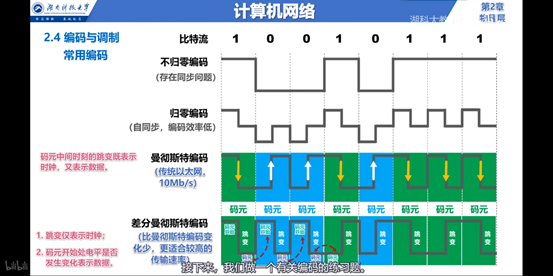 湖南科技大学
计算机网络
湖科大教
第2章
物理层
2.4 编码与调制
常用编码
比特流
1 0 0 0 1 0 1 1 1
不归零编码
(存在同步问题)
归零编码
(自同步，编码效率低)
码元中间时刻的跳变既表示
时钟，又表示数据。
曼彻斯特编码
(传统以太网，
10Mb/s)
码元 码元 码元 码元 码元 码元 码元 码元
差分曼彻斯特编码
(比曼彻斯特编码变
化少，更适合较高的
传输速率)
跳变 跳变 跳变 跳变 跳变 跳变 跳变 跳变
1. 跳变仅表示时钟；
2. 码元开始处电平是否
发生变化表示数据。
bilibili
接下来，我们做一个有关编码的练习题。